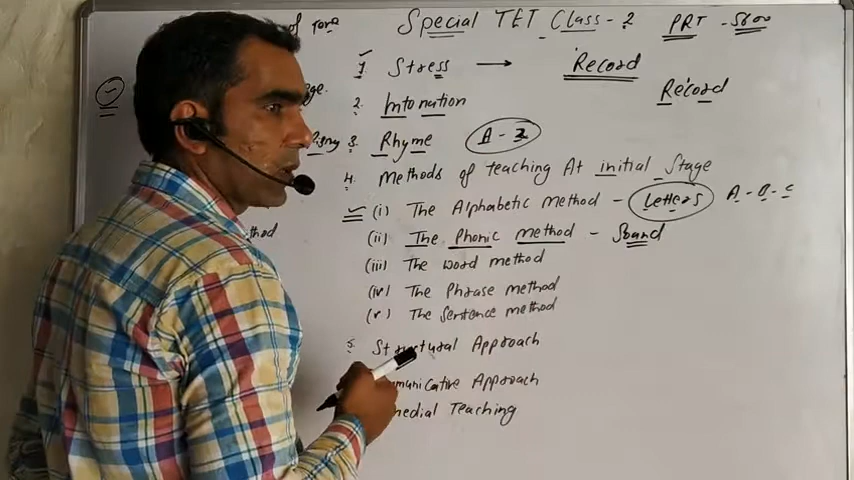 of Special TET Class - 2 PRT - 5800
1. Stress → Record
Record
2. Intonation
3. Rhyme A - 2
4. Methods of teaching At initial Stage
(i) The Alphabetic Method - Letters A - B - C
(ii) The Phonic method - Sound
(iii) The word method
(iv) The Phrase method
(v) The Sentence method
5. Structural Approach
Approach
Teaching